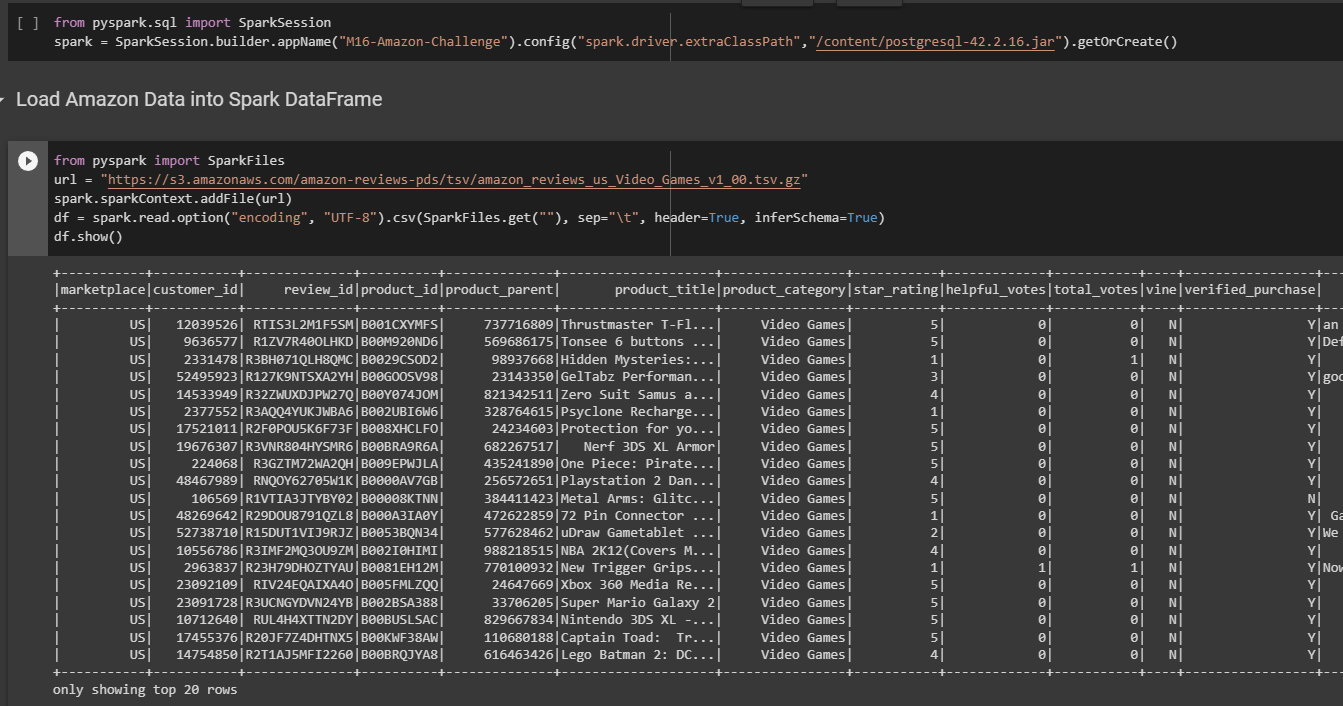 [ ] from pyspark.sql import SparkSession
spark = SparkSession.builder.appName("M16-Amazon-Challenge").config("spark.driver.extraClassPath","/content/postgresql-42.2.16.jar").getOrCreate()
Load Amazon Data into Spark DataFrame
from pyspark import SparkFiles
url = "https://s3.amazonaws.com/amazon-reviews-pds/tsv/amazon_reviews_us_Video_Games_v1_00.tsv.gz"
spark.sparkContext.addFile(url)
df = spark.read.option("encoding", "UTF-8").csv(SparkFiles.get(""), sep="\t", header=True, inferSchema=True)
df.show()
+-----------+-----------+--------------+----------+--------------+--------------------+----------------+-----------+-------------+-----------+----+-----------------+---
|marketplace|customer_id|     review_id|product_id|product_parent|       product_title|product_category|star_rating|helpful_votes|total_votes|vine|verified_purchase|
+-----------+-----------+--------------+----------+--------------+--------------------+----------------+-----------+-------------+-----------+----+-----------------+---
|         US|   12039526| RTIS3L2M1F5SM|B001CXYMFS|     737716809|Thrustmaster T-Fl...|     Video Games|          5|            0|          0|   N|                Y|an
|         US|    9636577| R1ZV7R40OLHKD|B00M920ND6|     569686175|Tonsee 6 buttons ...|     Video Games|          5|            0|          0|   N|                Y|Def
|         US|    2331478|R3BH071QLH8QMC|B0029CSOD2|      98937668|Hidden Mysteries:...|     Video Games|          1|            0|          1|   N|                Y|
|         US|   52495923|R127K9NTSXA2YH|B00GOOSV98|      23143350|GelTabz Performan...|     Video Games|          3|            0|          0|   N|                Y|goo
|         US|   14533949|R32ZWUXDJPW27Q|B00Y074JOM|     821342511|Zero Suit Samus a...|     Video Games|          4|            0|          0|   N|                Y|
|         US|    2377552|R3AQQ4YUKJWBA6|B002UBI6W6|     328764615|Psyclone Recharge...|     Video Games|          1|            0|          0|   N|                Y|
|         US|   17521011|R2F0POU5K6F73F|B008XHCLFO|      24234603|Protection for yo...|     Video Games|          5|            0|          0|   N|                Y|
|         US|   19676307|R3VNR804HYSMR6|B00BRA9R6A|     682267517|   Nerf 3DS XL Armor|     Video Games|          5|            0|          0|   N|                Y|
|         US|     224068| R3GZTM72WA2QH|B009EPWJLA|     435241890|One Piece: Pirate...|     Video Games|          5|            0|          0|   N|                Y|
|         US|   48467989| RNQOY62705W1K|B0000AV7GB|     256572651|Playstation 2 Dan...|     Video Games|          4|            0|          0|   N|                Y|
|         US|     106569|R1VTIA3JTYBY02|B00008KTNN|     384411423|Metal Arms: Glitc...|     Video Games|          5|            0|          0|   N|                N|
|         US|   48269642|R29DOU8791QZL8|B000A3IA0Y|     472622859|72 Pin Connector ...|     Video Games|          1|            0|          0|   N|                Y| Ga
|         US|   52738710|R15DUT1VIJ9RJZ|B0053BQN34|     577628462|uDraw Gametablet ...|     Video Games|          2|            0|          0|   N|                Y|We
|         US|   10556786|R3IMF2MQ3OU9ZM|B002I0HIMI|     988218515|NBA 2K12(Covers M...|     Video Games|          4|            0|          0|   N|                Y|
|         US|    2963837|R23H79DHOZTYAU|B0081EH12M|     770100932|New Trigger Grips...|     Video Games|          1|            1|          1|   N|                Y|Now
|         US|   23092109| RIV24EQAIXA4O|B005FMLZQQ|      24647669|Xbox 360 Media Re...|     Video Games|          5|            0|          0|   N|                Y|
|         US|   23091728|R3UCNGYDVN24YB|B002BSA388|      33706205|Super Mario Galaxy 2|     Video Games|          5|            0|          0|   N|                Y|
|         US|   10712640| RUL4H4XTTN2DY|B00BUSLSAC|     829667834|Nintendo 3DS XL -...|     Video Games|          5|            0|          0|   N|                Y|
|         US|   17455376|R20JF7Z4DHTNX5|B00KWF38AW|     110680188|Captain Toad:  Tr...|     Video Games|          5|            0|          0|   N|                Y|
|         US|   14754850|R2T1AJ5MFI2260|B00BRQJYA8|     616463426|Lego Batman 2: DC...|     Video Games|          4|            0|          0|   N|                Y|
+-----------+-----------+--------------+----------+--------------+--------------------+----------------+-----------+-------------+-----------+----+-----------------+---
only showing top 20 rows